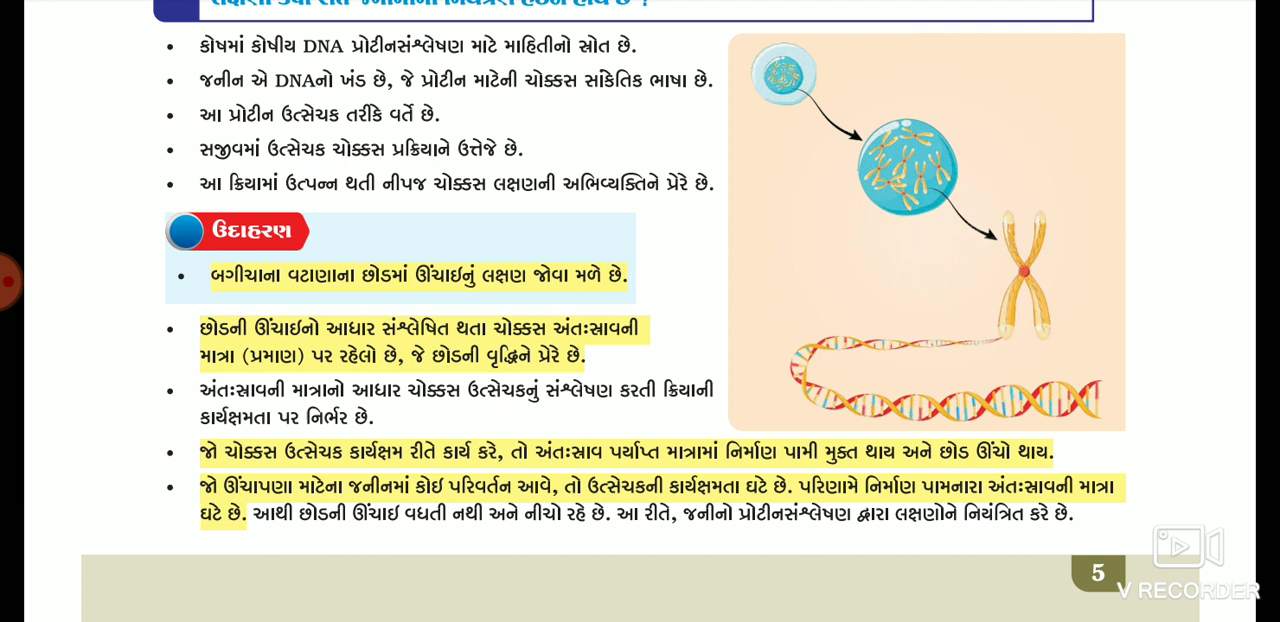 કોષમાં કોષીય DNA પ્રોટીનસંશ્લેષણ માટે માહિતીનો સ્રોત છે.
જનીન એ DNAનો ખંડ છે, જે પ્રોટીન માટેની ચોક્કસ સાંકેતિક ભાષા છે.
આ પ્રોટીન ઉત્સેચક તરીકે વર્તે છે.
સજીવમાં ઉત્સેચક ચોક્કસ પ્રક્રિયાને ઉત્તેજે છે.
આ ક્રિયામાં ઉત્પન્ન થતી નીપજ ચોક્કસ લક્ષણની અભિવ્યક્તિને પ્રેરે છે.
ઉદાહરણ
બગીચાના વટાણાના છોડમાં ઊંચાઈનું લક્ષણ જોવા મળે છે.
છોડની ઊંચાઈનો આધાર સંશ્લેષિત થતા ચોક્કસ અંતઃસ્રાવની
માત્રા (પ્રમાણ) પર રહેલો છે, જે છોડની વૃદ્ધિને પ્રેરે છે.
અંતઃસ્રાવની માત્રાનો આધાર ચોક્કસ ઉત્સેચકનું સંશ્લેષણ કરતી ક્રિયાની
કાર્યક્ષમતા પર નિર્ભર છે.
જો ચોક્કસ ઉત્સેચક કાર્યક્ષમ રીતે કાર્ય કરે, તો અંતઃસ્રાવ પર્યાપ્ત માત્રામાં નિર્માણ પામી મુક્ત થાય અને છોડ ઊંચો થાય.
જો ઊંચાપણા માટેના જનીનમાં કોઇ પરિવર્તન આવે, તો ઉત્સેચકની કાર્યક્ષમતા ઘટે છે. પરિણામે નિર્માણ પામનારા અંતઃસ્રાવની માત્રા
ઘટે છે. આથી છોડની ઊંચાઇ વધતી નથી અને નીચો રહે છે. આ રીતે, જનીનો પ્રોટીનસંશ્લેષણ દ્વારા લક્ષણોને નિયંત્રિત કરે છે.
5
V RECORDER